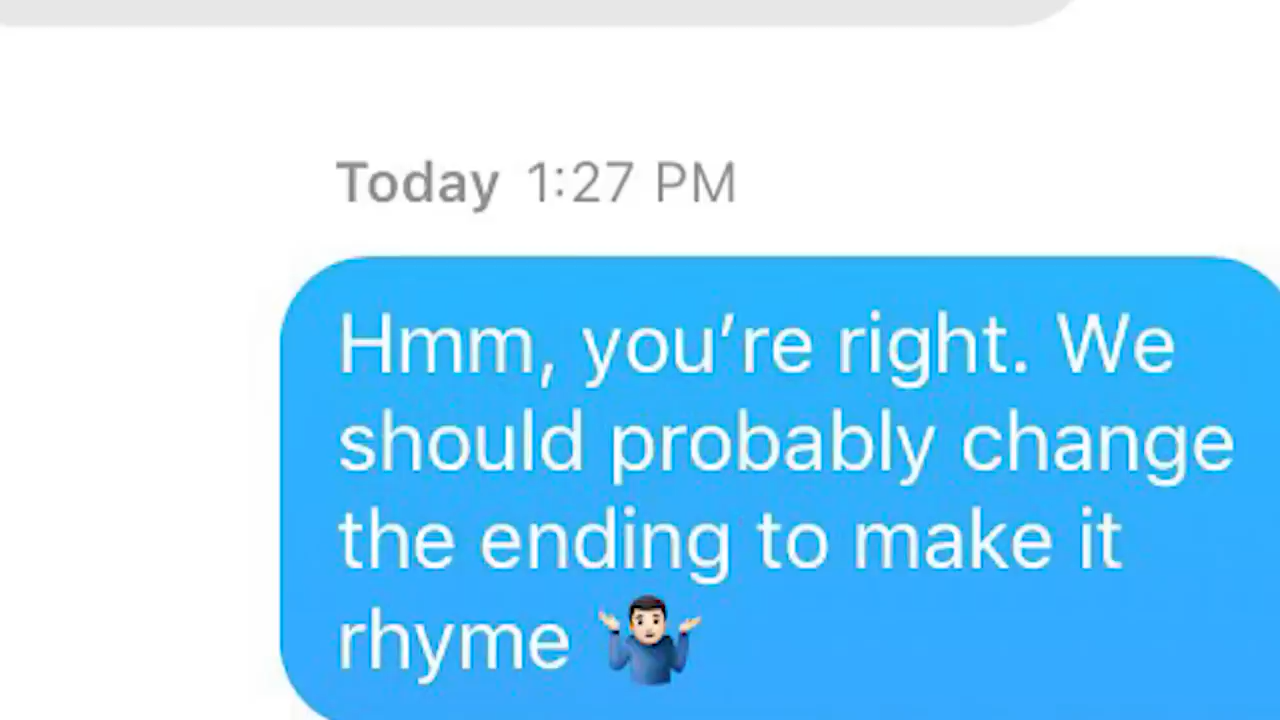 Today 1:27 PM
Hmm, you’re right. We
should probably change
the ending to make it
rhyme 🤷🏻‍♂️